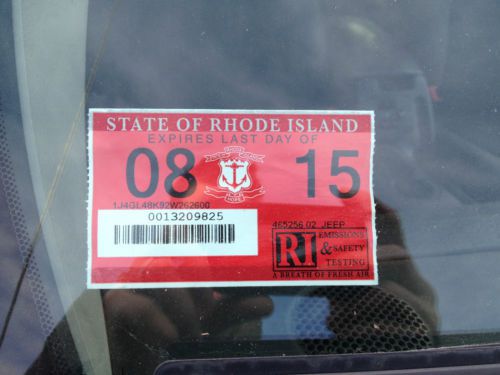 STATE OF RHODE ISLAND
EXPIRES LAST DAY OF
08 15
HOPE
1J4GL48K92W262600
0013209825
465256 02 JEEP
RI EMISSIONS
& SAFETY
TESTING
A BREATH OF FRESH AIR